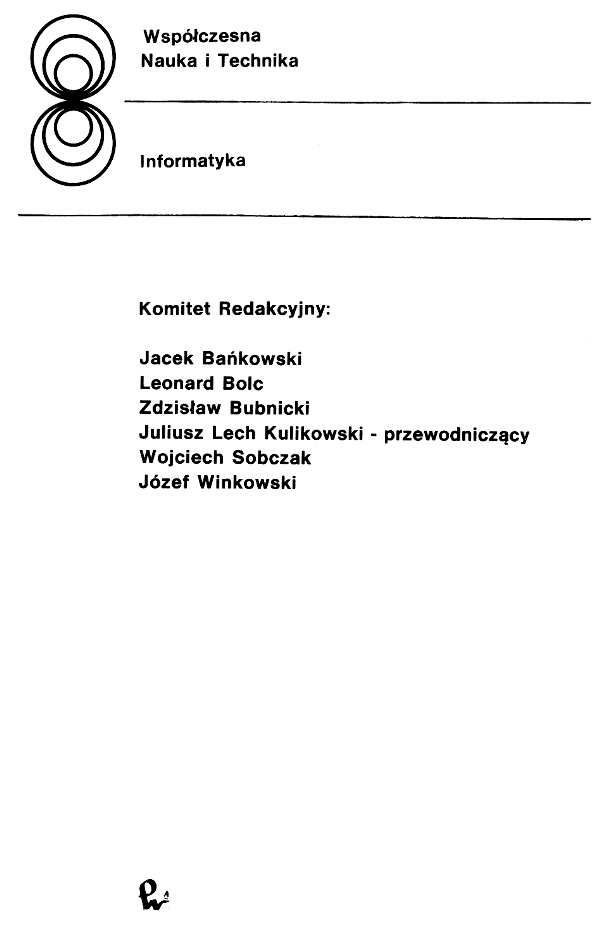 Współczesna
Nauka i Technika
Informatyka
Komitet Redakcyjny:
Jacek Bańkowski
Leonard Bolc
Zdzisław Bubnicki
Juliusz Lech Kulikowski - przewodniczący
Wojciech Sobczak
Józef Winkowski